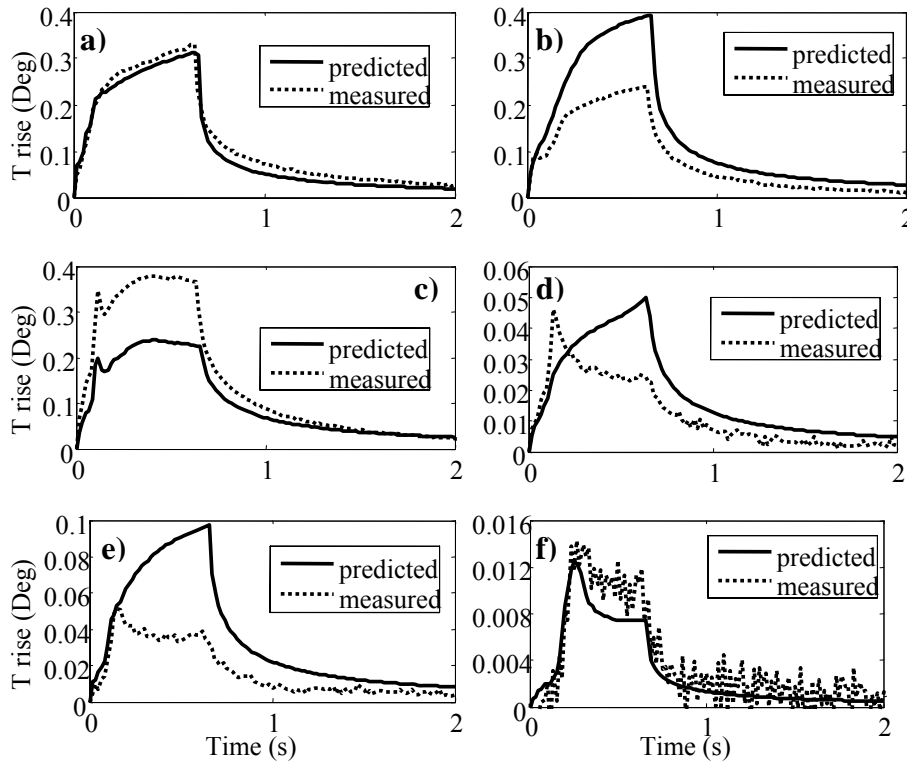 0.4
0.3
0.2
0.1
0
T rise (Deg)
a)
predicted
measured
0
1
2
0.4
0.3
0.2
0.1
0
b)
predicted
measured
0
1
2
0.4
0.3
0.2
0.1
0
T rise (Deg)
c)
predicted
measured
0
1
2
0.06
0.05
0.04
0.03
0.02
0.01
0
d)
predicted
measured
0
1
2
0.1
0.08
0.06
0.04
0.02
0
T rise (Deg)
e)
predicted
measured
0
1
2
Time (s)
0.016
0.012
0.008
0.004
0
f)
predicted
measured
0
1
2
Time (s)